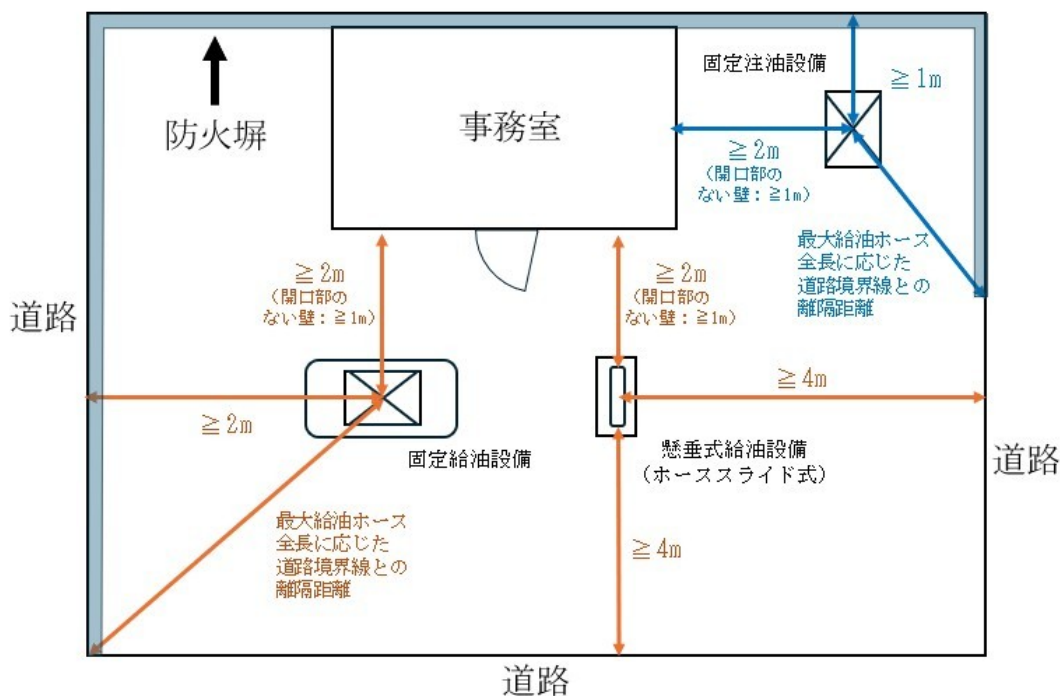 固定注油設備
≧1m
防火塀
事務室
≧2m
（開口部の
ない壁：≧1m）
最大給油ホース
全長に応じた
道路境界線との
離隔距離
≧2m
（開口部の
ない壁：≧1m）
≧2m
（開口部の
ない壁：≧1m）
道路
≧4m
≧2m
固定給油設備
懸垂式給油設備
（ホーススライド式）
道路
最大給油ホース
全長に応じた
道路境界線との
離隔距離
≧4m
道路